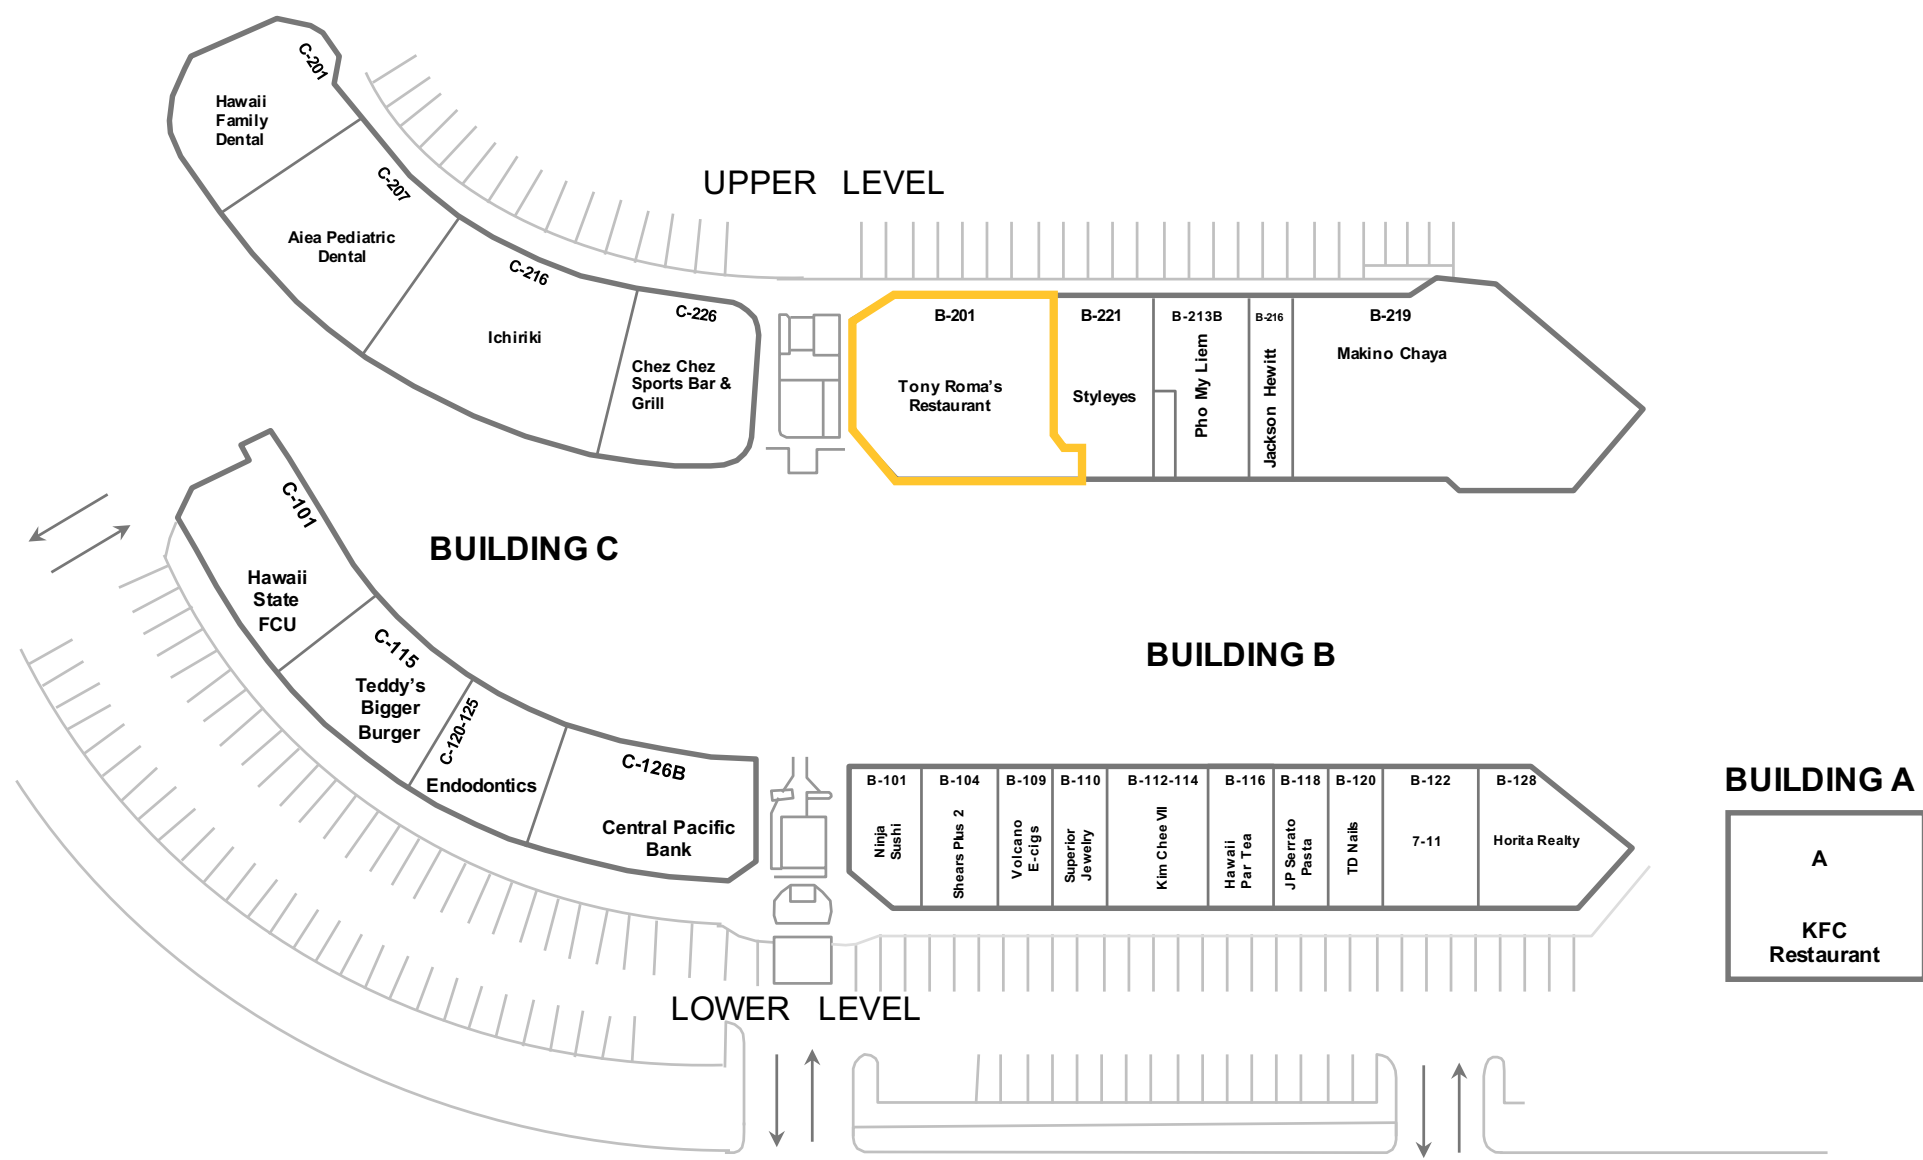 C-201
Hawaii
Family
Dental
C-207
Aiea Pediatric
Dental
C-216
Ichiriki
C-226
Chez Chez
Sports Bar &
Grill
UPPER LEVEL
B-201
Tony Roma's
Restaurant
B-221
Styleyes
B-213B
Pho My Liem
B-216
Jackson Hewitt
B-219
Makino Chaya
BUILDING C
C-101
Hawaii
State
FCU
C-115
Teddy's
Bigger
Burger
C-120-125
Endodontics
C-126B
Central Pacific
Bank
BUILDING B
B-101
Ninja
Sushi
B-104
Shears Plus 2
B-109
Volcano
E-cigs
B-110
Superior
Jewelry
B-112-114
Kim Chee VII
B-116
Hawaii
Par Tea
B-118
JP Serrato
Pasta
B-120
TD Nails
B-122
7-11
B-128
Horita Realty
BUILDING A
A
KFC
Restaurant
LOWER LEVEL